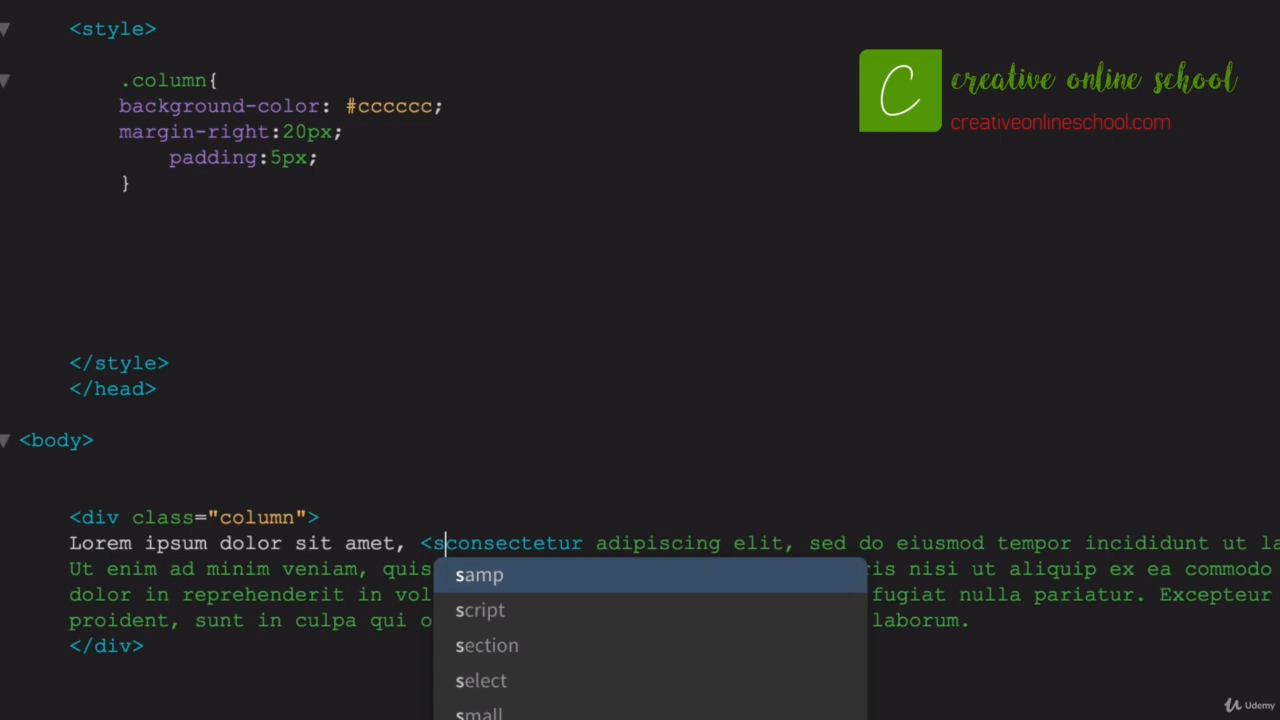 <style>
.column{
background-color: #cccccc;
margin-right:20px;
padding:5px;
}
</style>
</head>
<body>
<div class="column">
Lorem ipsum dolor sit amet, <sconsectetur adipiscing elit, sed do eiusmod tempor incididunt ut la
Ut enim ad minim veniam, quis ris nisi ut aliquip ex ea commodo
dolor in reprehenderit in vol fugiat nulla pariatur. Excepteur
proident, sunt in culpa qui o laborum.
</div>
samp
script
section
select
small
C
creative online school
creativeonlineschool.com
Udemy